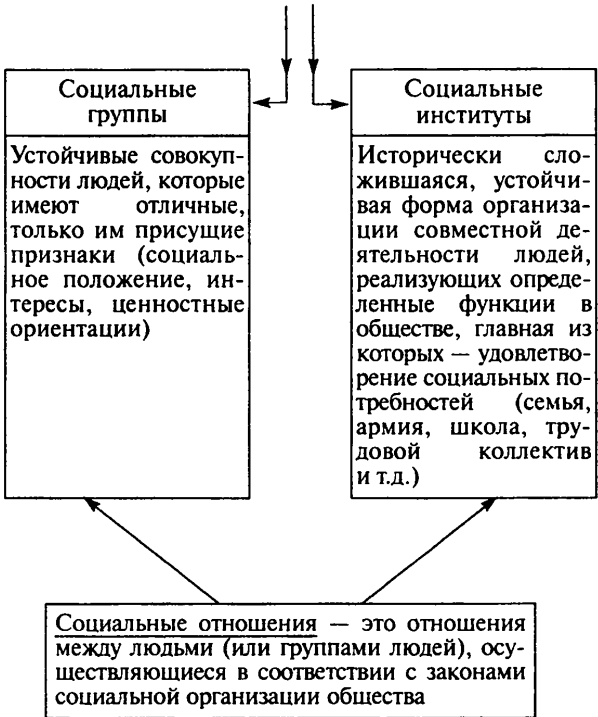 Социальные
группы
Устойчивые совокуп-
ности людей, которые
имеют отличные,
только им присущие
признаки (социаль-
ное положение, ин-
тересы, ценностные
ориентации)
Социальные
институты
Исторически сло-
жившаяся, устойчи-
вая форма организа-
ции совместной де-
ятельности людей,
реализующих опреде-
ленные функции в
обществе, главная из
которых — удовлетво-
рение социальных по-
требностей (семья,
армия, школа, тру-
довой коллектив
и т.д.)
Социальные отношения — это отношения
между людьми (или группами людей), осу-
ществляющиеся в соответствии с законами
социальной организации общества